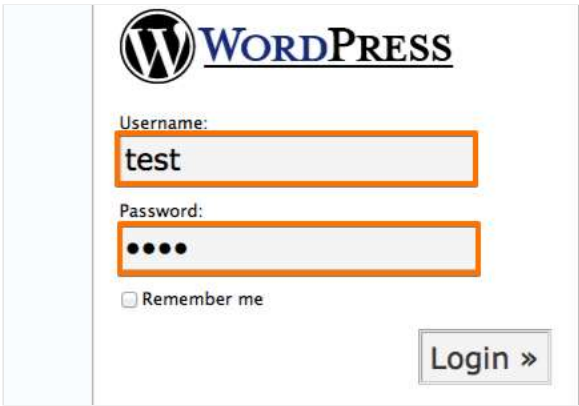 WORDPRESS
Username:
test
Password:
••••
Remember me
Login »